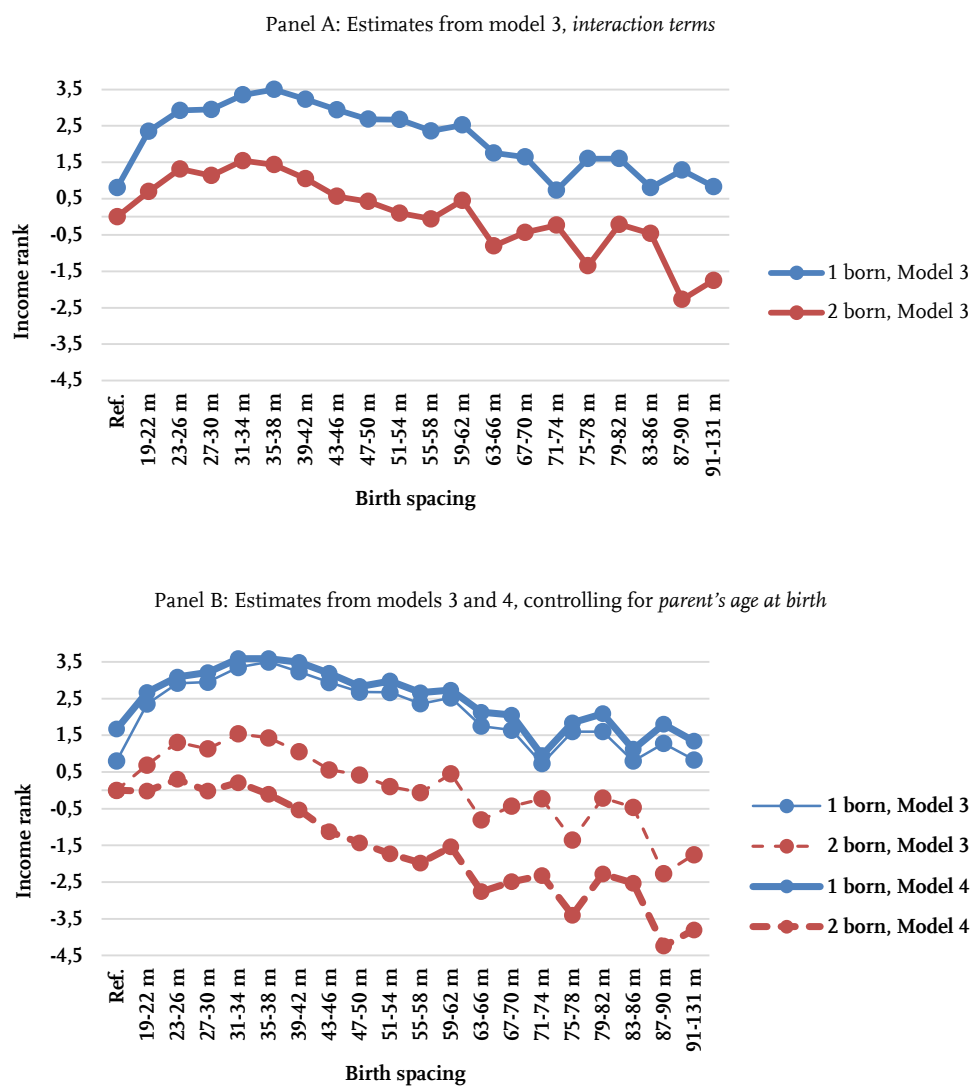 Panel A: Estimates from model 3, interaction terms
Income rank
3,5
2,5
1,5
0,5
-0,5
-1,5
-2,5
-3,5
-4,5
Ref.
19-22 m
23-26 m
27-30 m
31-34 m
35-38 m
39-42 m
43-46 m
47-50 m
51-54 m
55-58 m
59-62 m
63-66 m
67-70 m
71-74 m
75-78 m
79-82 m
83-86 m
87-90 m
91-131 m
Birth spacing
1 born, Model 3
2 born, Model 3
Panel B: Estimates from models 3 and 4, controlling for parent's age at birth
Income rank
3,5
2,5
1,5
0,5
-0,5
-1,5
-2,5
-3,5
-4,5
Ref.
19-22 m
23-26 m
27-30 m
31-34 m
35-38 m
39-42 m
43-46 m
47-50 m
51-54 m
55-58 m
59-62 m
63-66 m
67-70 m
71-74 m
75-78 m
79-82 m
83-86 m
87-90 m
91-131 m
Birth spacing
1 born, Model 3
2 born, Model 3
1 born, Model 4
2 born, Model 4